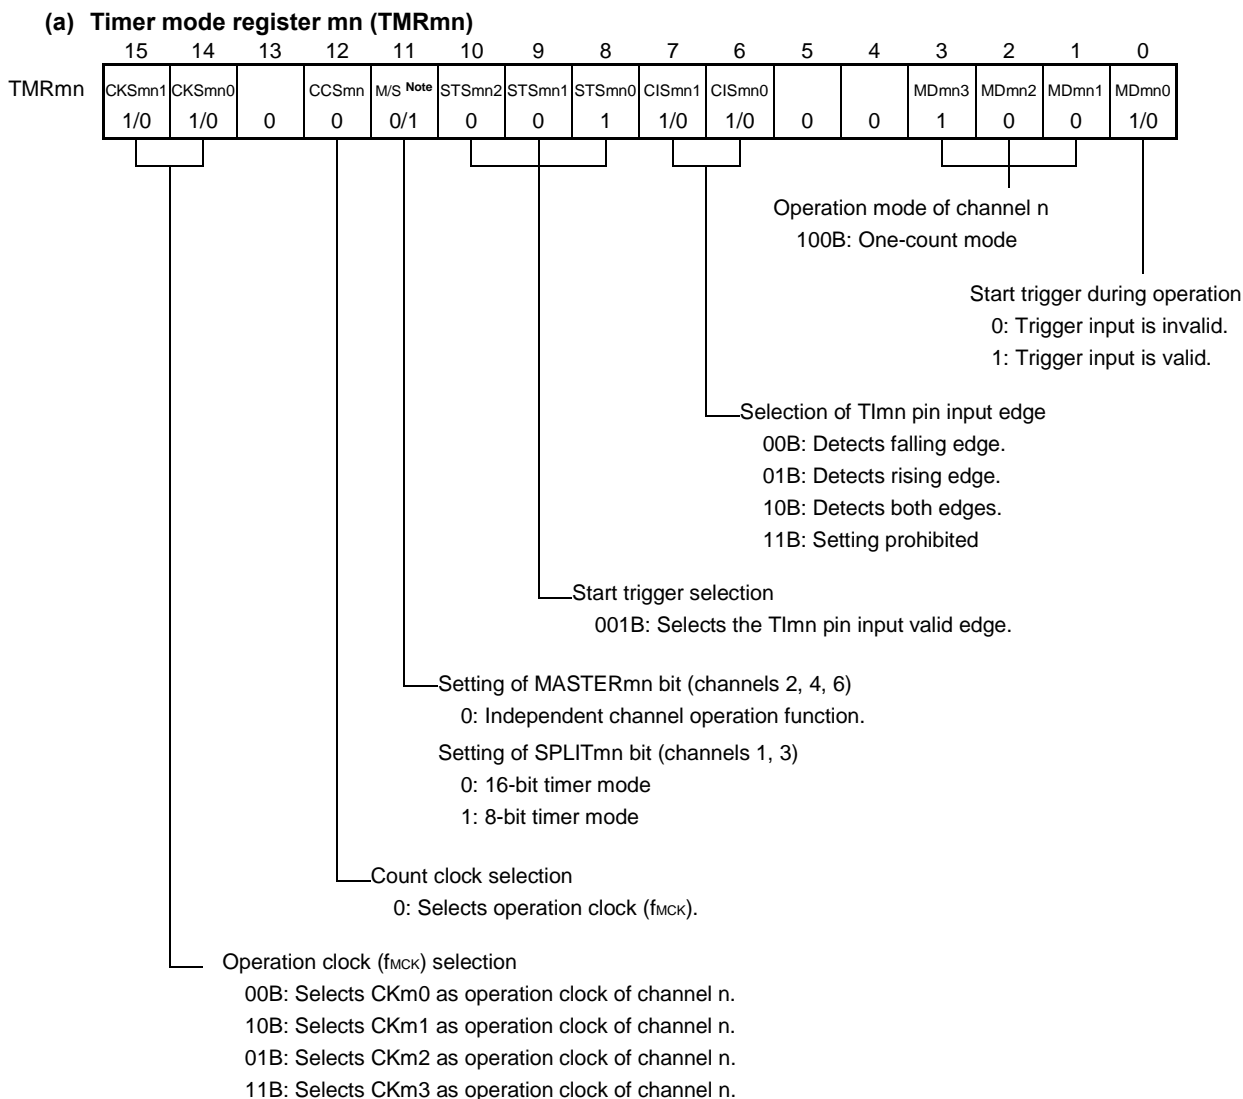 (a) Timer mode register mn (TMRmn)
15 14 13 12 11 10 9 8 7 6 5 4 3 2 1 0
TMRmn CKSmn1 CKSmn0 CCSmn M/S Note STSmn2 STSmn1 STSmn0 CISmn1 CISmn0 MDmn3 MDmn2 MDmn1 MDmn0
1/0 1/0 0 0 0/1 0 0 1 1/0 1/0 0 0 1 0 0 1/0
Operation mode of channel n
100B: One-count mode
Start trigger during operation
0: Trigger input is invalid.
1: Trigger input is valid.
Selection of TImn pin input edge
00B: Detects falling edge.
01B: Detects rising edge.
10B: Detects both edges.
11B: Setting prohibited
Start trigger selection
001B: Selects the TImn pin input valid edge.
Setting of MASTERmn bit (channels 2, 4, 6)
0: Independent channel operation function.
Setting of SPLITmn bit (channels 1, 3)
0: 16-bit timer mode
1: 8-bit timer mode
Count clock selection
0: Selects operation clock (fMCK).
Operation clock (fMCK) selection
00B: Selects CKm0 as operation clock of channel n.
10B: Selects CKm1 as operation clock of channel n.
01B: Selects CKm2 as operation clock of channel n.
11B: Selects CKm3 as operation clock of channel n.